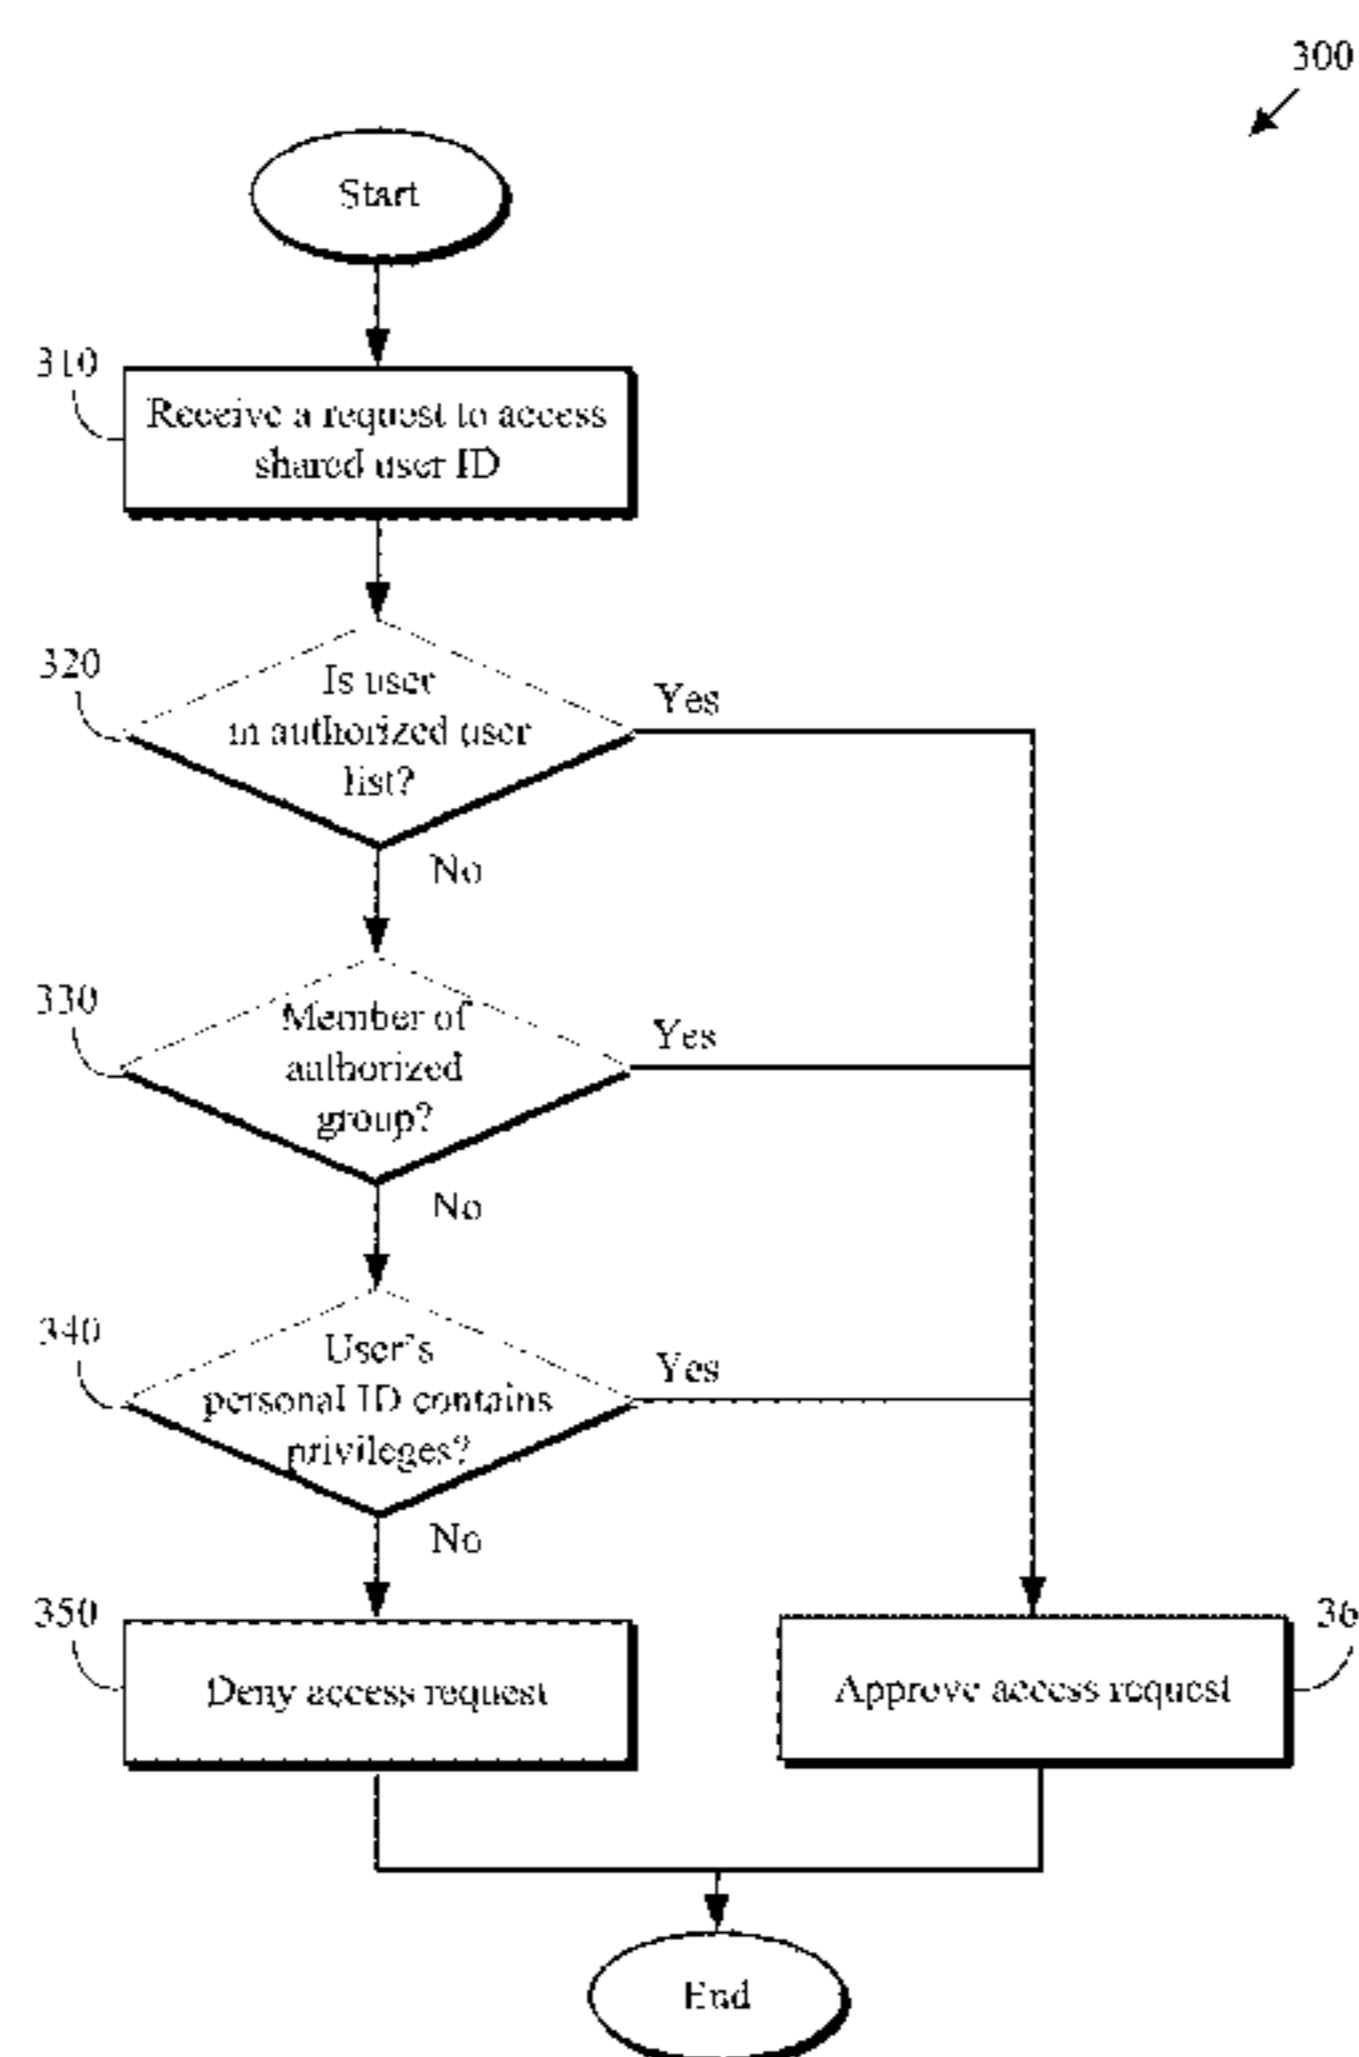 300
Start
310
Receive a request to access
shared user ID
320
Is user
in authorized user
list?
Yes
No
330
Member of
authorized
group?
Yes
No
340
User's
personal ID contains
privileges?
Yes
No
350
Deny access request
36
Approve access request
End